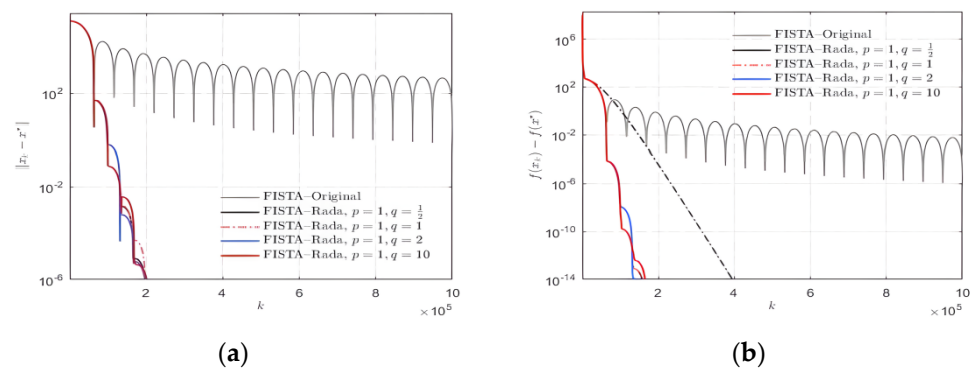 10^2
10^-2
10^-6
‖x_k − x*‖
FISTA–Original
FISTA–Rada, p = 1, q = 1/2
FISTA–Rada, p = 1, q = 1
FISTA–Rada, p = 1, q = 2
FISTA–Rada, p = 1, q = 10
2 4 6 8 10
k
× 10^5
(a)
10^6
10^2
10^-2
10^-6
10^-10
10^-14
f(x_k) − f(x*)
FISTA–Original
FISTA–Rada, p = 1, q = 1/2
FISTA–Rada, p = 1, q = 1
FISTA–Rada, p = 1, q = 2
FISTA–Rada, p = 1, q = 10
2 4 6 8 10
k
× 10^5
(b)